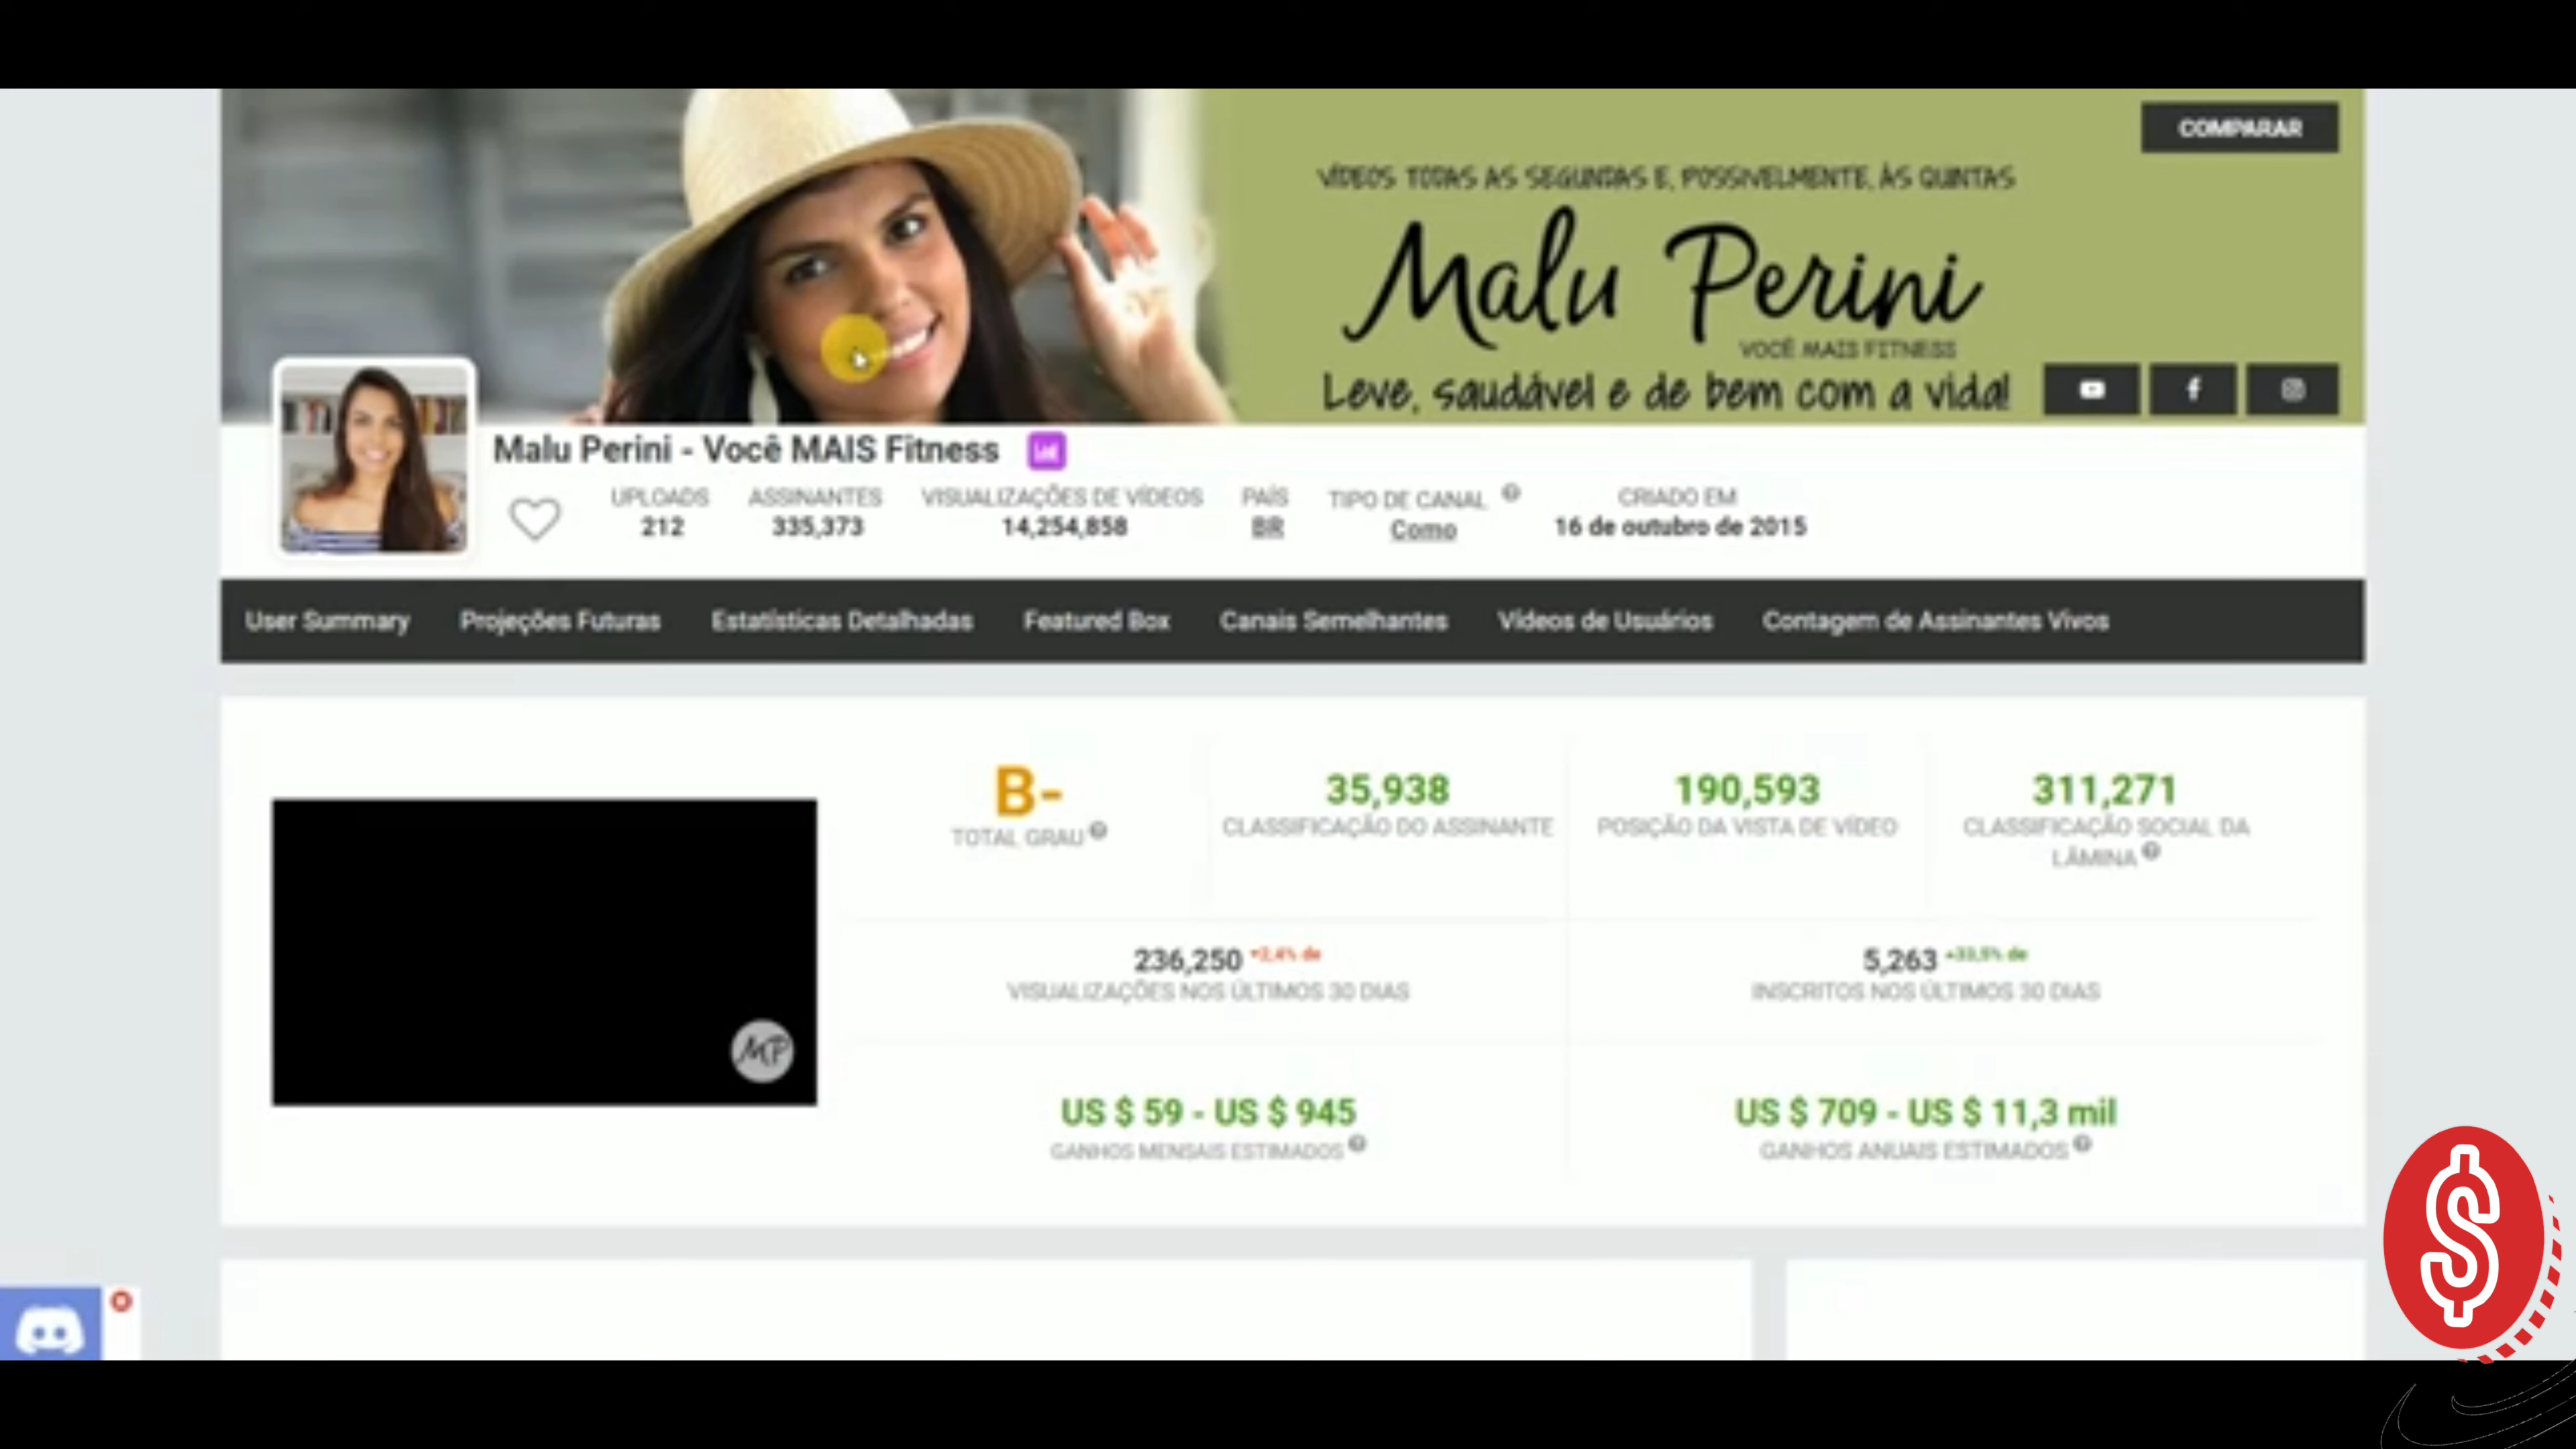 COMPARAR
VÍDEOS TODAS AS SEGUNDAS E, POSSIVELMENTE, ÀS QUINTAS
Malu Perini
VOCÊ MAIS FITNESS
Leve, saudável e de bem com a vida!
Malu Perini - Você MAIS Fitness
UPLOADS ASSINANTES VISUALIZAÇÕES DE VÍDEOS PAÍS TIPO DE CANAL CRIADO EM
212 335,373 14,254,858 BR Como 16 de outubro de 2015
User Summary Projeções Futuras Estatísticas Detalhadas Featured Box Canais Semelhantes Vídeos de Usuários Contagem de Assinantes Vivos
B- 35,938 190,593 311,271
TOTAL GRAU CLASSIFICAÇÃO DO ASSINANTE POSIÇÃO DA VISTA DE VÍDEO CLASSIFICAÇÃO SOCIAL DA
LÂMINA
236,250 5,263
VISUALIZAÇÕES NOS ÚLTIMOS 30 DIAS INSCRITOS NOS ÚLTIMOS 30 DIAS
MP
US $ 59 - US $ 945 US $ 709 - US $ 11,3 mil
GANHOS MENSAIS ESTIMADOS GANHOS ANUAIS ESTIMADOS
$